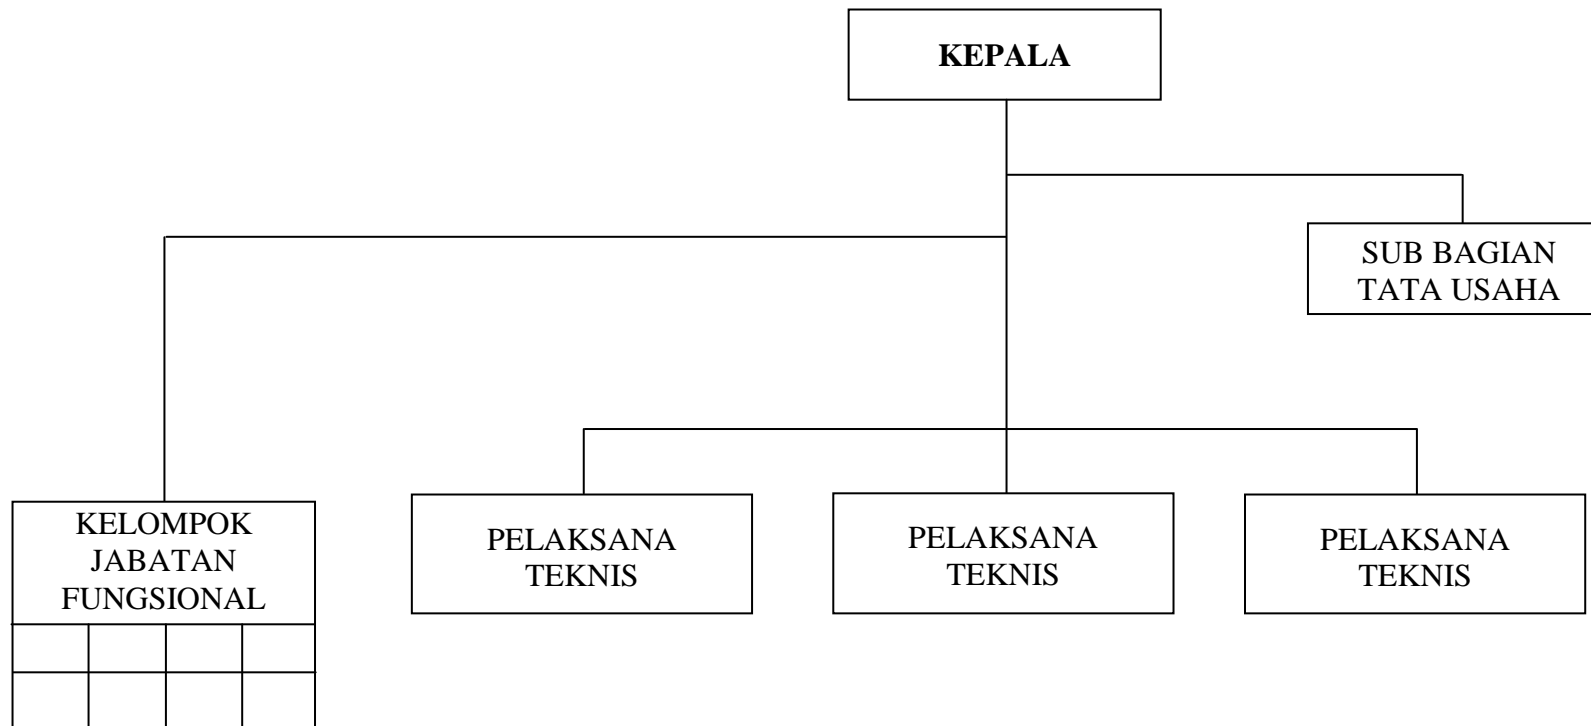 KEPALA
SUB BAGIAN
TATA USAHA
KELOMPOK
JABATAN
FUNGSIONAL
PELAKSANA
TEKNIS
PELAKSANA
TEKNIS
PELAKSANA
TEKNIS